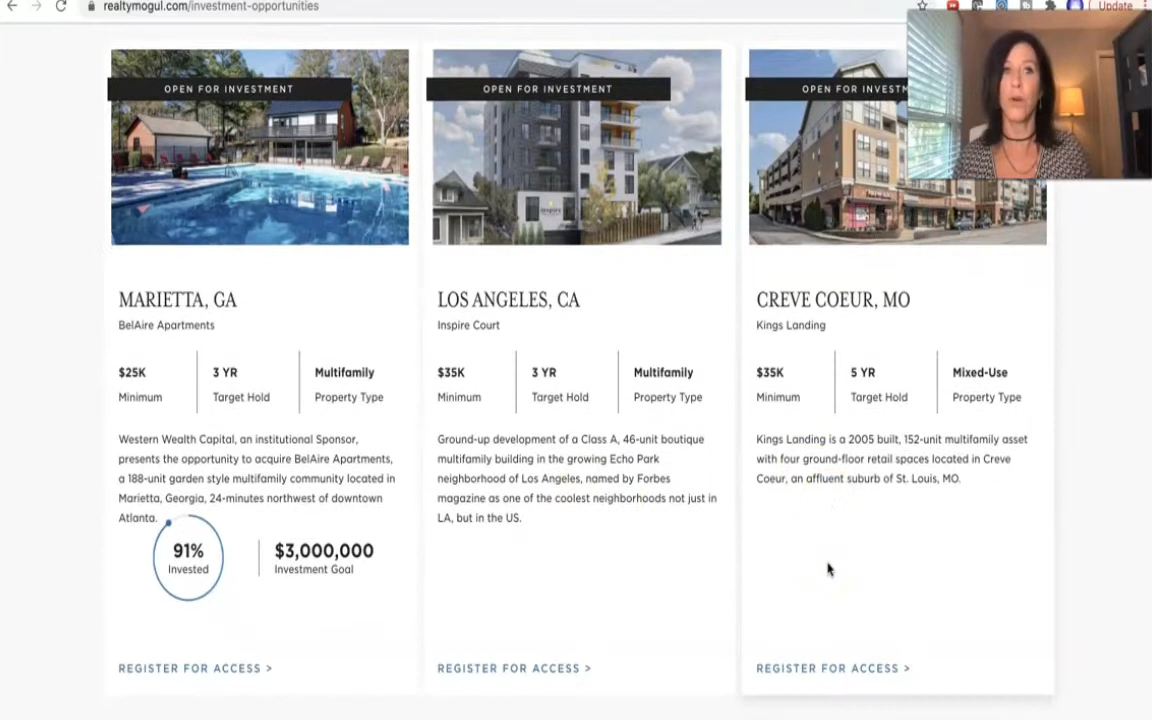 realtymogul.com/investment-opportunities
Update
OPEN FOR INVESTMENT
OPEN FOR INVESTMENT
OPEN FOR INVESTM
MARIETTA, GA
BelAire Apartments
$25K
Minimum
3 YR
Target Hold
Multifamily
Property Type
Western Wealth Capital, an institutional Sponsor,
presents the opportunity to acquire BelAire Apartments,
a 188-unit garden style multifamily community located in
Marietta, Georgia, 24-minutes northwest of downtown
Atlanta.
91%
Invested
$3,000,000
Investment Goal
REGISTER FOR ACCESS >
LOS ANGELES, CA
Inspire Court
$35K
Minimum
3 YR
Target Hold
Multifamily
Property Type
Ground-up development of a Class A, 46-unit boutique
multifamily building in the growing Echo Park
neighborhood of Los Angeles, named by Forbes
magazine as one of the coolest neighborhoods not just in
LA, but in the US.
REGISTER FOR ACCESS >
CREVE COEUR, MO
Kings Landing
$35K
Minimum
5 YR
Target Hold
Mixed-Use
Property Type
Kings Landing is a 2005 built, 152-unit multifamily asset
with four ground-floor retail spaces located in Creve
Coeur, an affluent suburb of St. Louis, MO.
REGISTER FOR ACCESS >